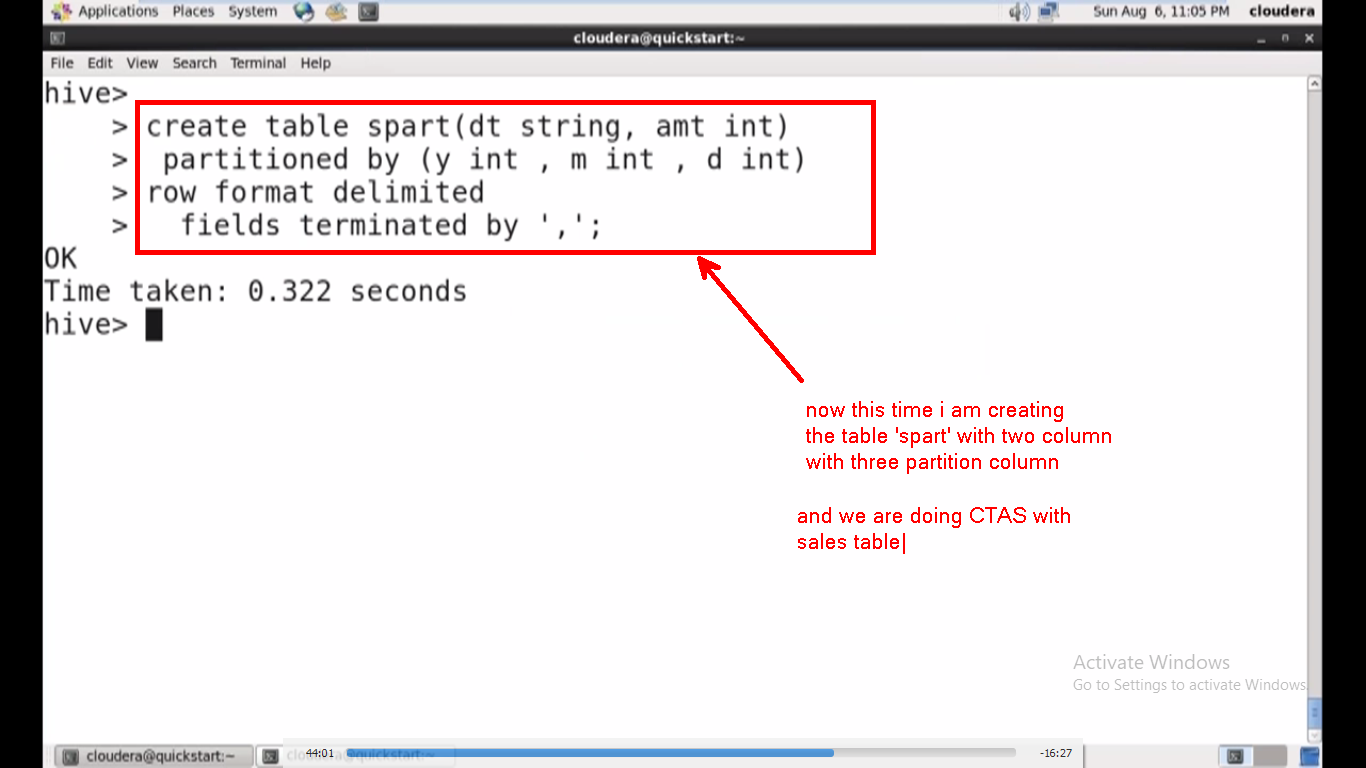 Applications Places System
Sun Aug 6, 11:05 PM cloudera
cloudera@quickstart:~
File Edit View Search Terminal Help
hive>
> create table spart(dt string, amt int)
> partitioned by (y int , m int , d int)
> row format delimited
> fields terminated by ',';
OK
Time taken: 0.322 seconds
hive>
now this time i am creating
the table 'spart' with two column
with three partition column
and we are doing CTAS with
sales table
Activate Windows
Go to Settings to activate Windows.
cloudera@quickstart:~
cloudera@quickstart:~
44:01
-16:27